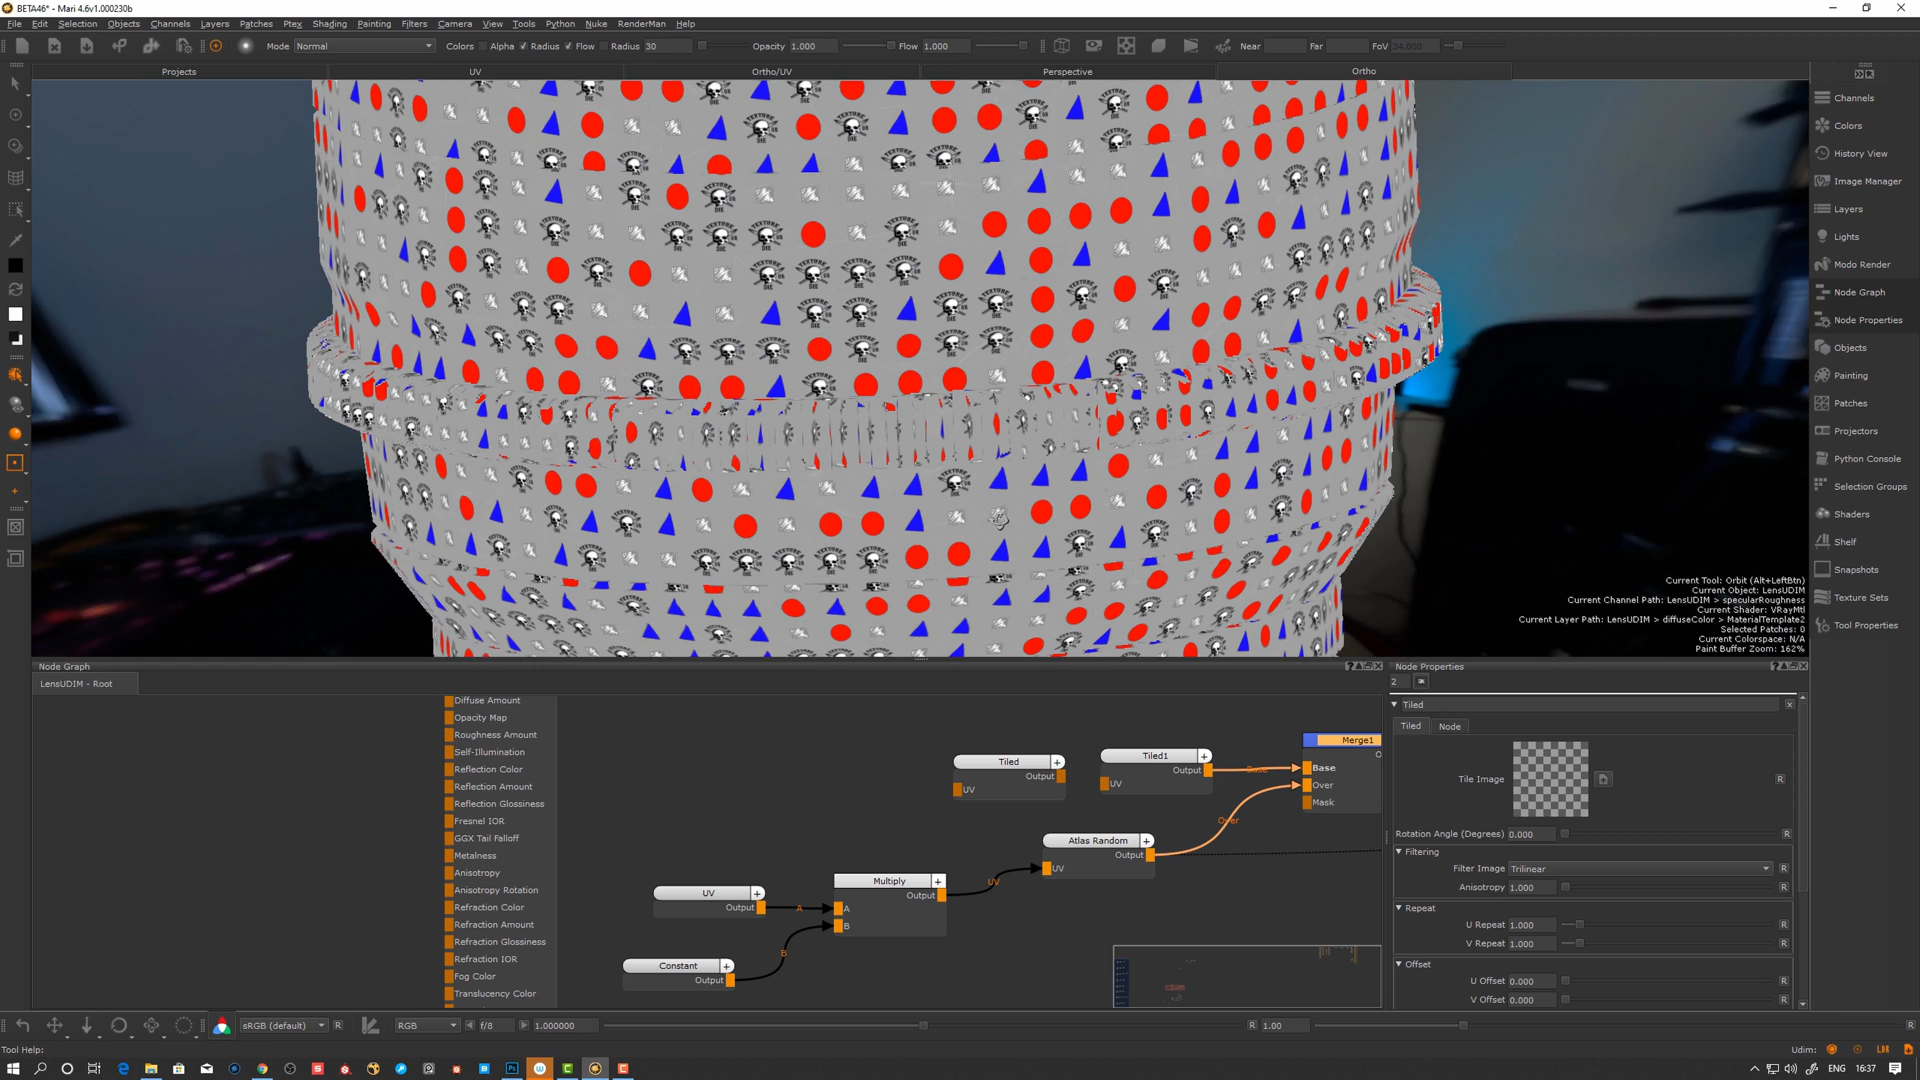 BETA46* - Mari 4.6v1.000230b
File Edit Selection Objects Channels Layers Patches Ptex Shading Painting Filters Camera View Tools Python Nuke RenderMan Help
Mode Normal Colors Alpha Radius Flow Radius 30 Opacity 1.000 Flow 1.000 Near Far FoV 34.000
Projects UV Ortho/UV Perspective Ortho
Channels
Colors
History View
Image Manager
Layers
Lights
Modo Render
Node Graph
Node Properties
Objects
Painting
Patches
Projectors
Python Console
Selection Groups
Shaders
Shelf
Snapshots
Texture Sets
Tool Properties
TEXTURE OR DIE
Current Tool: Orbit (Alt+LeftBtn)
Current Object: LensUDIM
Current Channel Path: LensUDIM > specularRoughness
Current Shader: VRayMtl
Current Layer Path: LensUDIM > diffuseColor > MaterialTemplate2
Selected Patches: 0
Current Colorspace: N/A
Paint Buffer Zoom: 162%
Node Graph
LensUDIM - Root
Diffuse Amount
Opacity Map
Roughness Amount
Self-Illumination
Reflection Color
Reflection Amount
Reflection Glossiness
Fresnel IOR
GGX Tail Falloff
Metalness
Anisotropy
Anisotropy Rotation
Refraction Color
Refraction Amount
Refraction Glossiness
Refraction IOR
Fog Color
Translucency Color
Tiled +
Output
UV
Tiled1 +
Output
UV
Base
Merge1
Base
Over
Mask
Over
Atlas Random +
Output
UV
UV
Multiply +
Output
A
B
UV +
Output
A
B
Constant +
Output
Node Properties
2
Tiled
Tiled Node
Tile Image R
Rotation Angle (Degrees) 0.000 R
Filtering
Filter Image Trilinear R
Anisotropy 1.000 R
Repeat
U Repeat 1.000 R
V Repeat 1.000 R
Offset
U Offset 0.000 R
V Offset 0.000 R
sRGB (default) R RGB f/8 1.000000 R 1.00 R
Tool Help:
Udim:
ENG 16:37